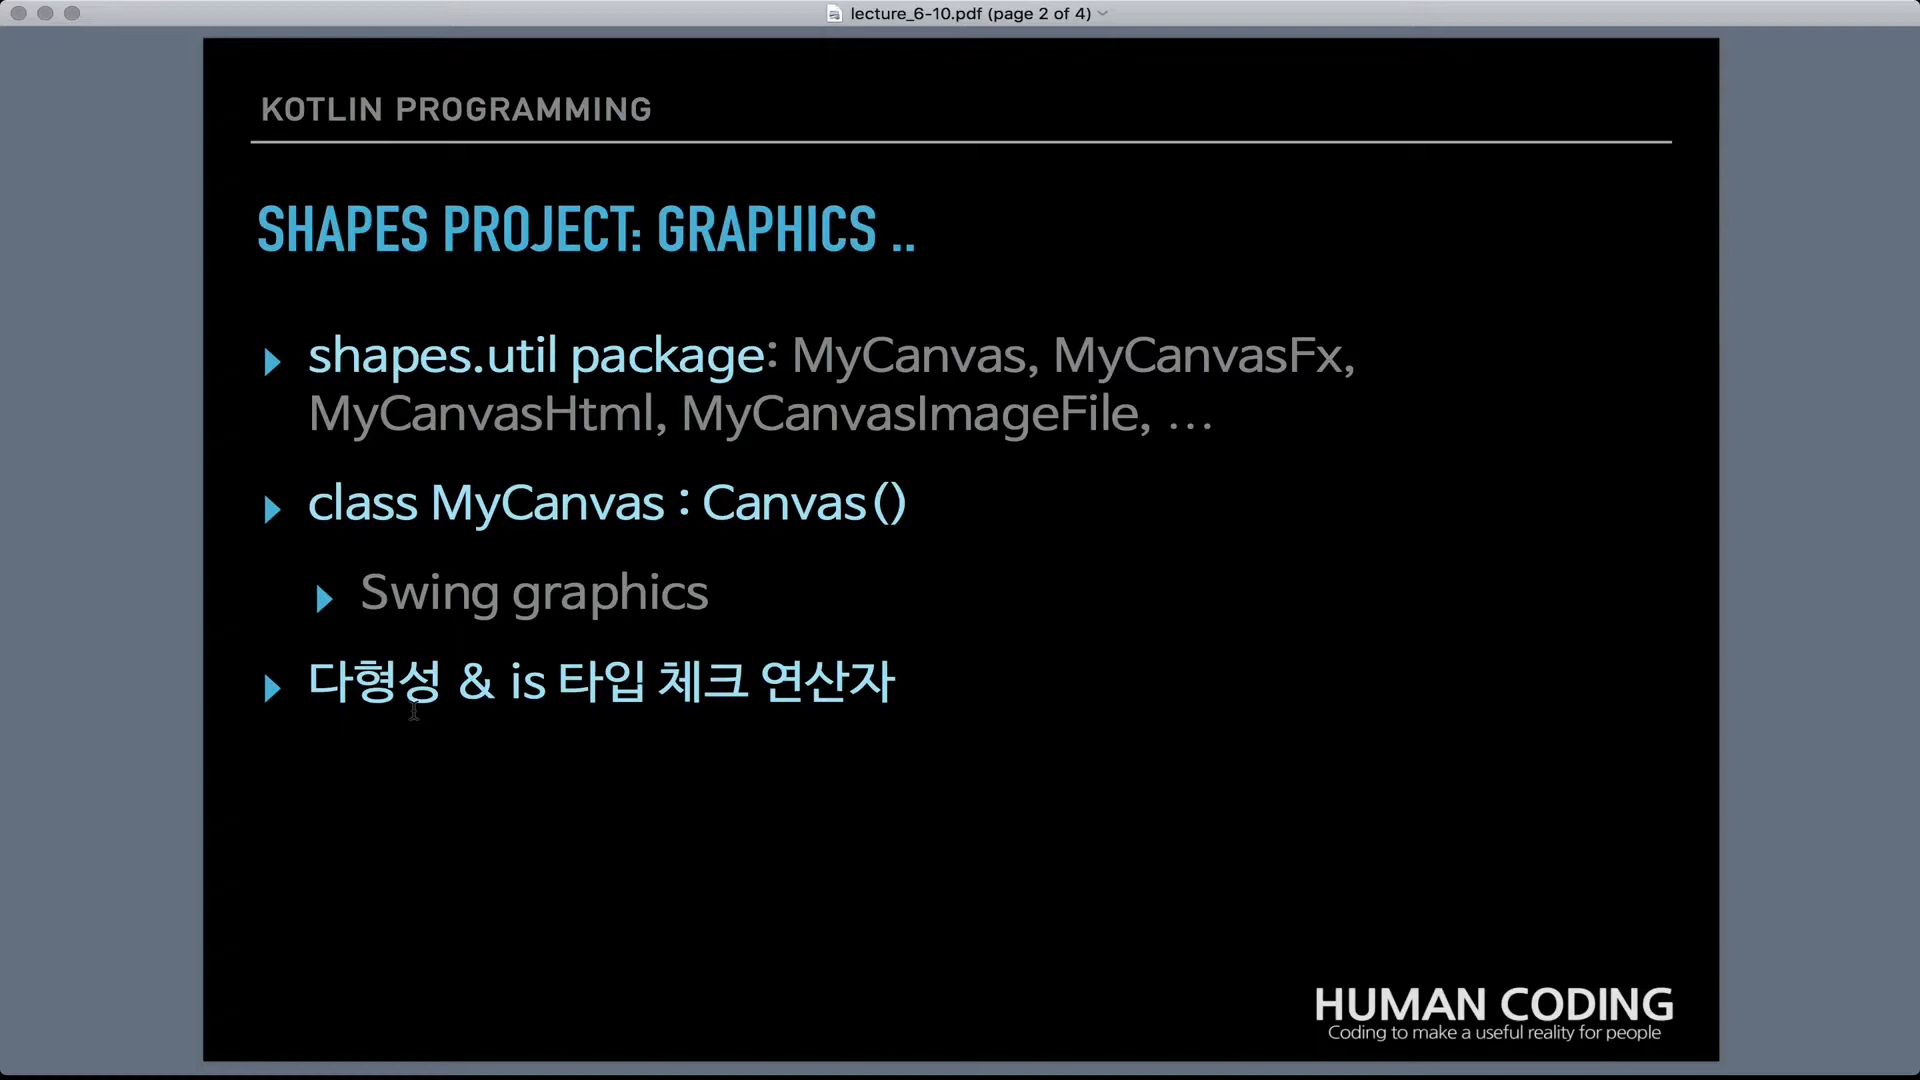 lecture_6-10.pdf (page 2 of 4)
KOTLIN PROGRAMMING
SHAPES PROJECT: GRAPHICS ..
shapes.util package: MyCanvas, MyCanvasFx,
MyCanvasHtml, MyCanvasImageFile, …
class MyCanvas : Canvas()
Swing graphics
다형성 & is 타입 체크 연산자
HUMAN CODING
Coding to make a useful reality for people